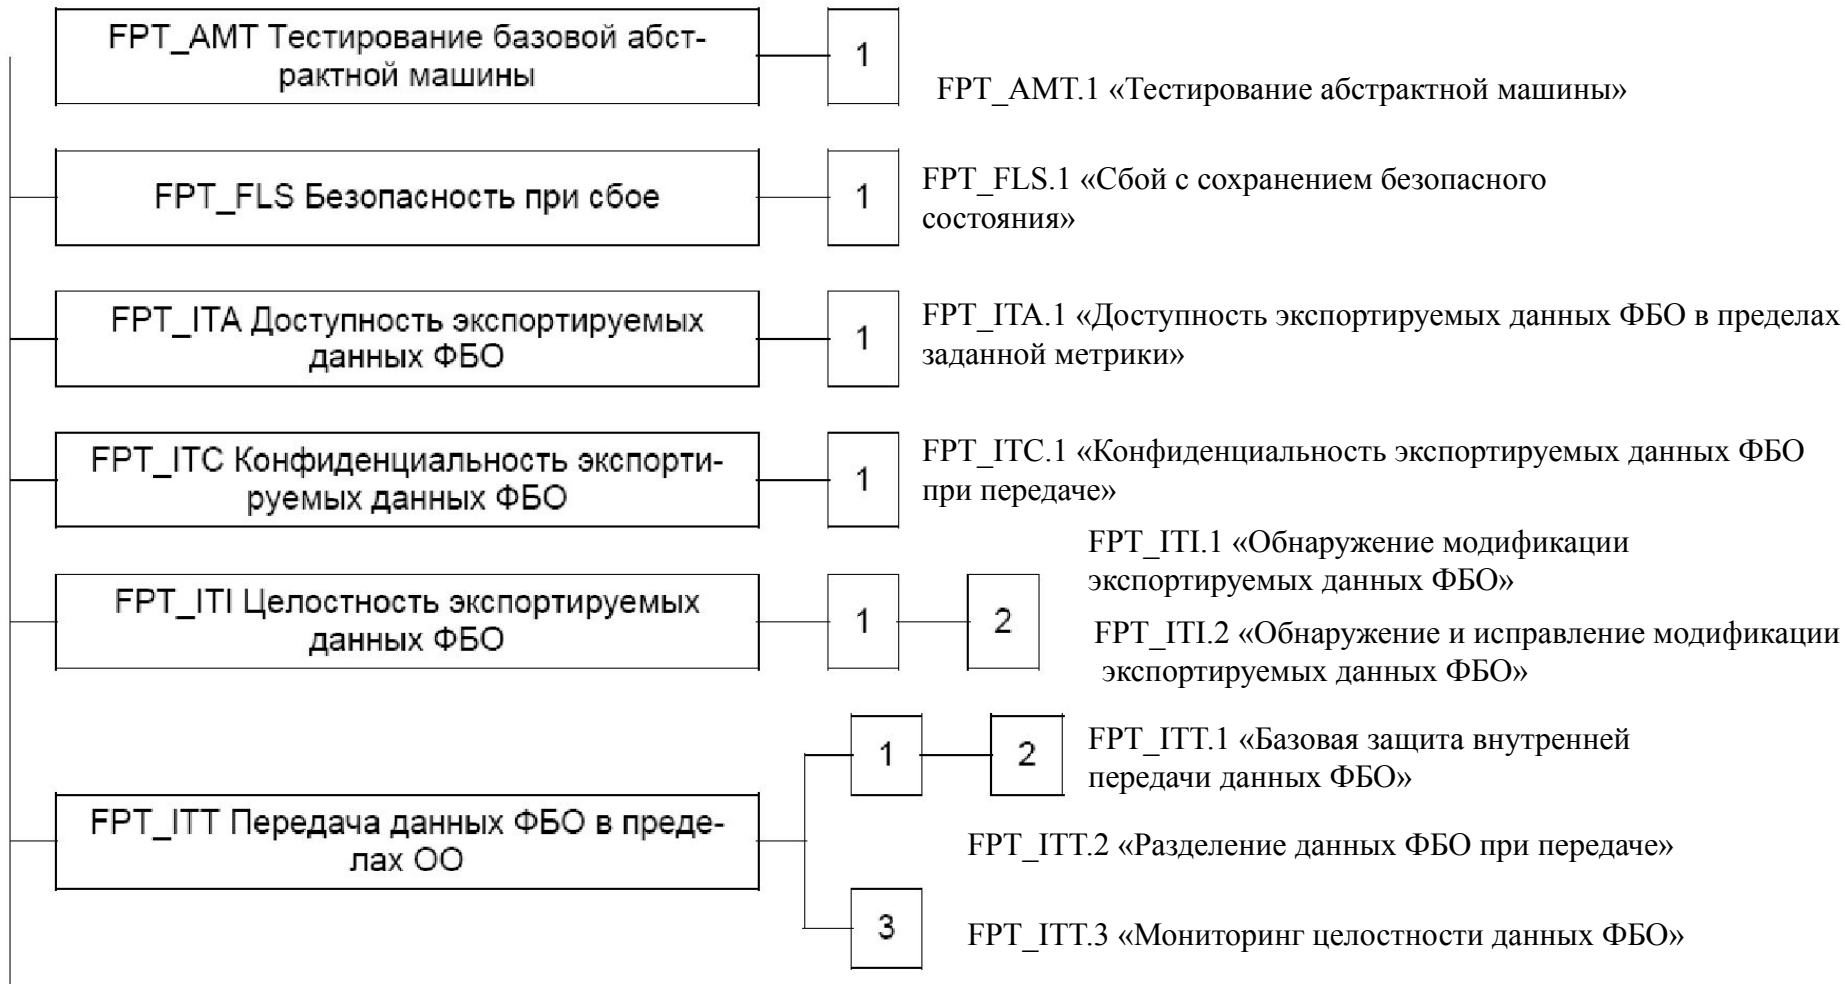 FPT_AMT Тестирование базовой абст-
рактной машины
1
FPT_AMT.1 «Тестирование абстрактной машины»
FPT_FLS Безопасность при сбое
1
FPT_FLS.1 «Сбой с сохранением безопасного
состояния»
FPT_ITA Доступность экспортируемых
данных ФБО
1
FPT_ITA.1 «Доступность экспортируемых данных ФБО в пределах
заданной метрики»
FPT_ITC Конфиденциальность экспорти-
руемых данных ФБО
1
FPT_ITC.1 «Конфиденциальность экспортируемых данных ФБО
при передаче»
FPT_ITI Целостность экспортируемых
данных ФБО
1
2
FPT_ITI.1 «Обнаружение модификации
экспортируемых данных ФБО»
FPT_ITI.2 «Обнаружение и исправление модификации
экспортируемых данных ФБО»
FPT_ITT Передача данных ФБО в преде-
лах ОО
1
2
FPT_ITT.1 «Базовая защита внутренней
передачи данных ФБО»
FPT_ITT.2 «Разделение данных ФБО при передаче»
3
FPT_ITT.3 «Мониторинг целостности данных ФБО»